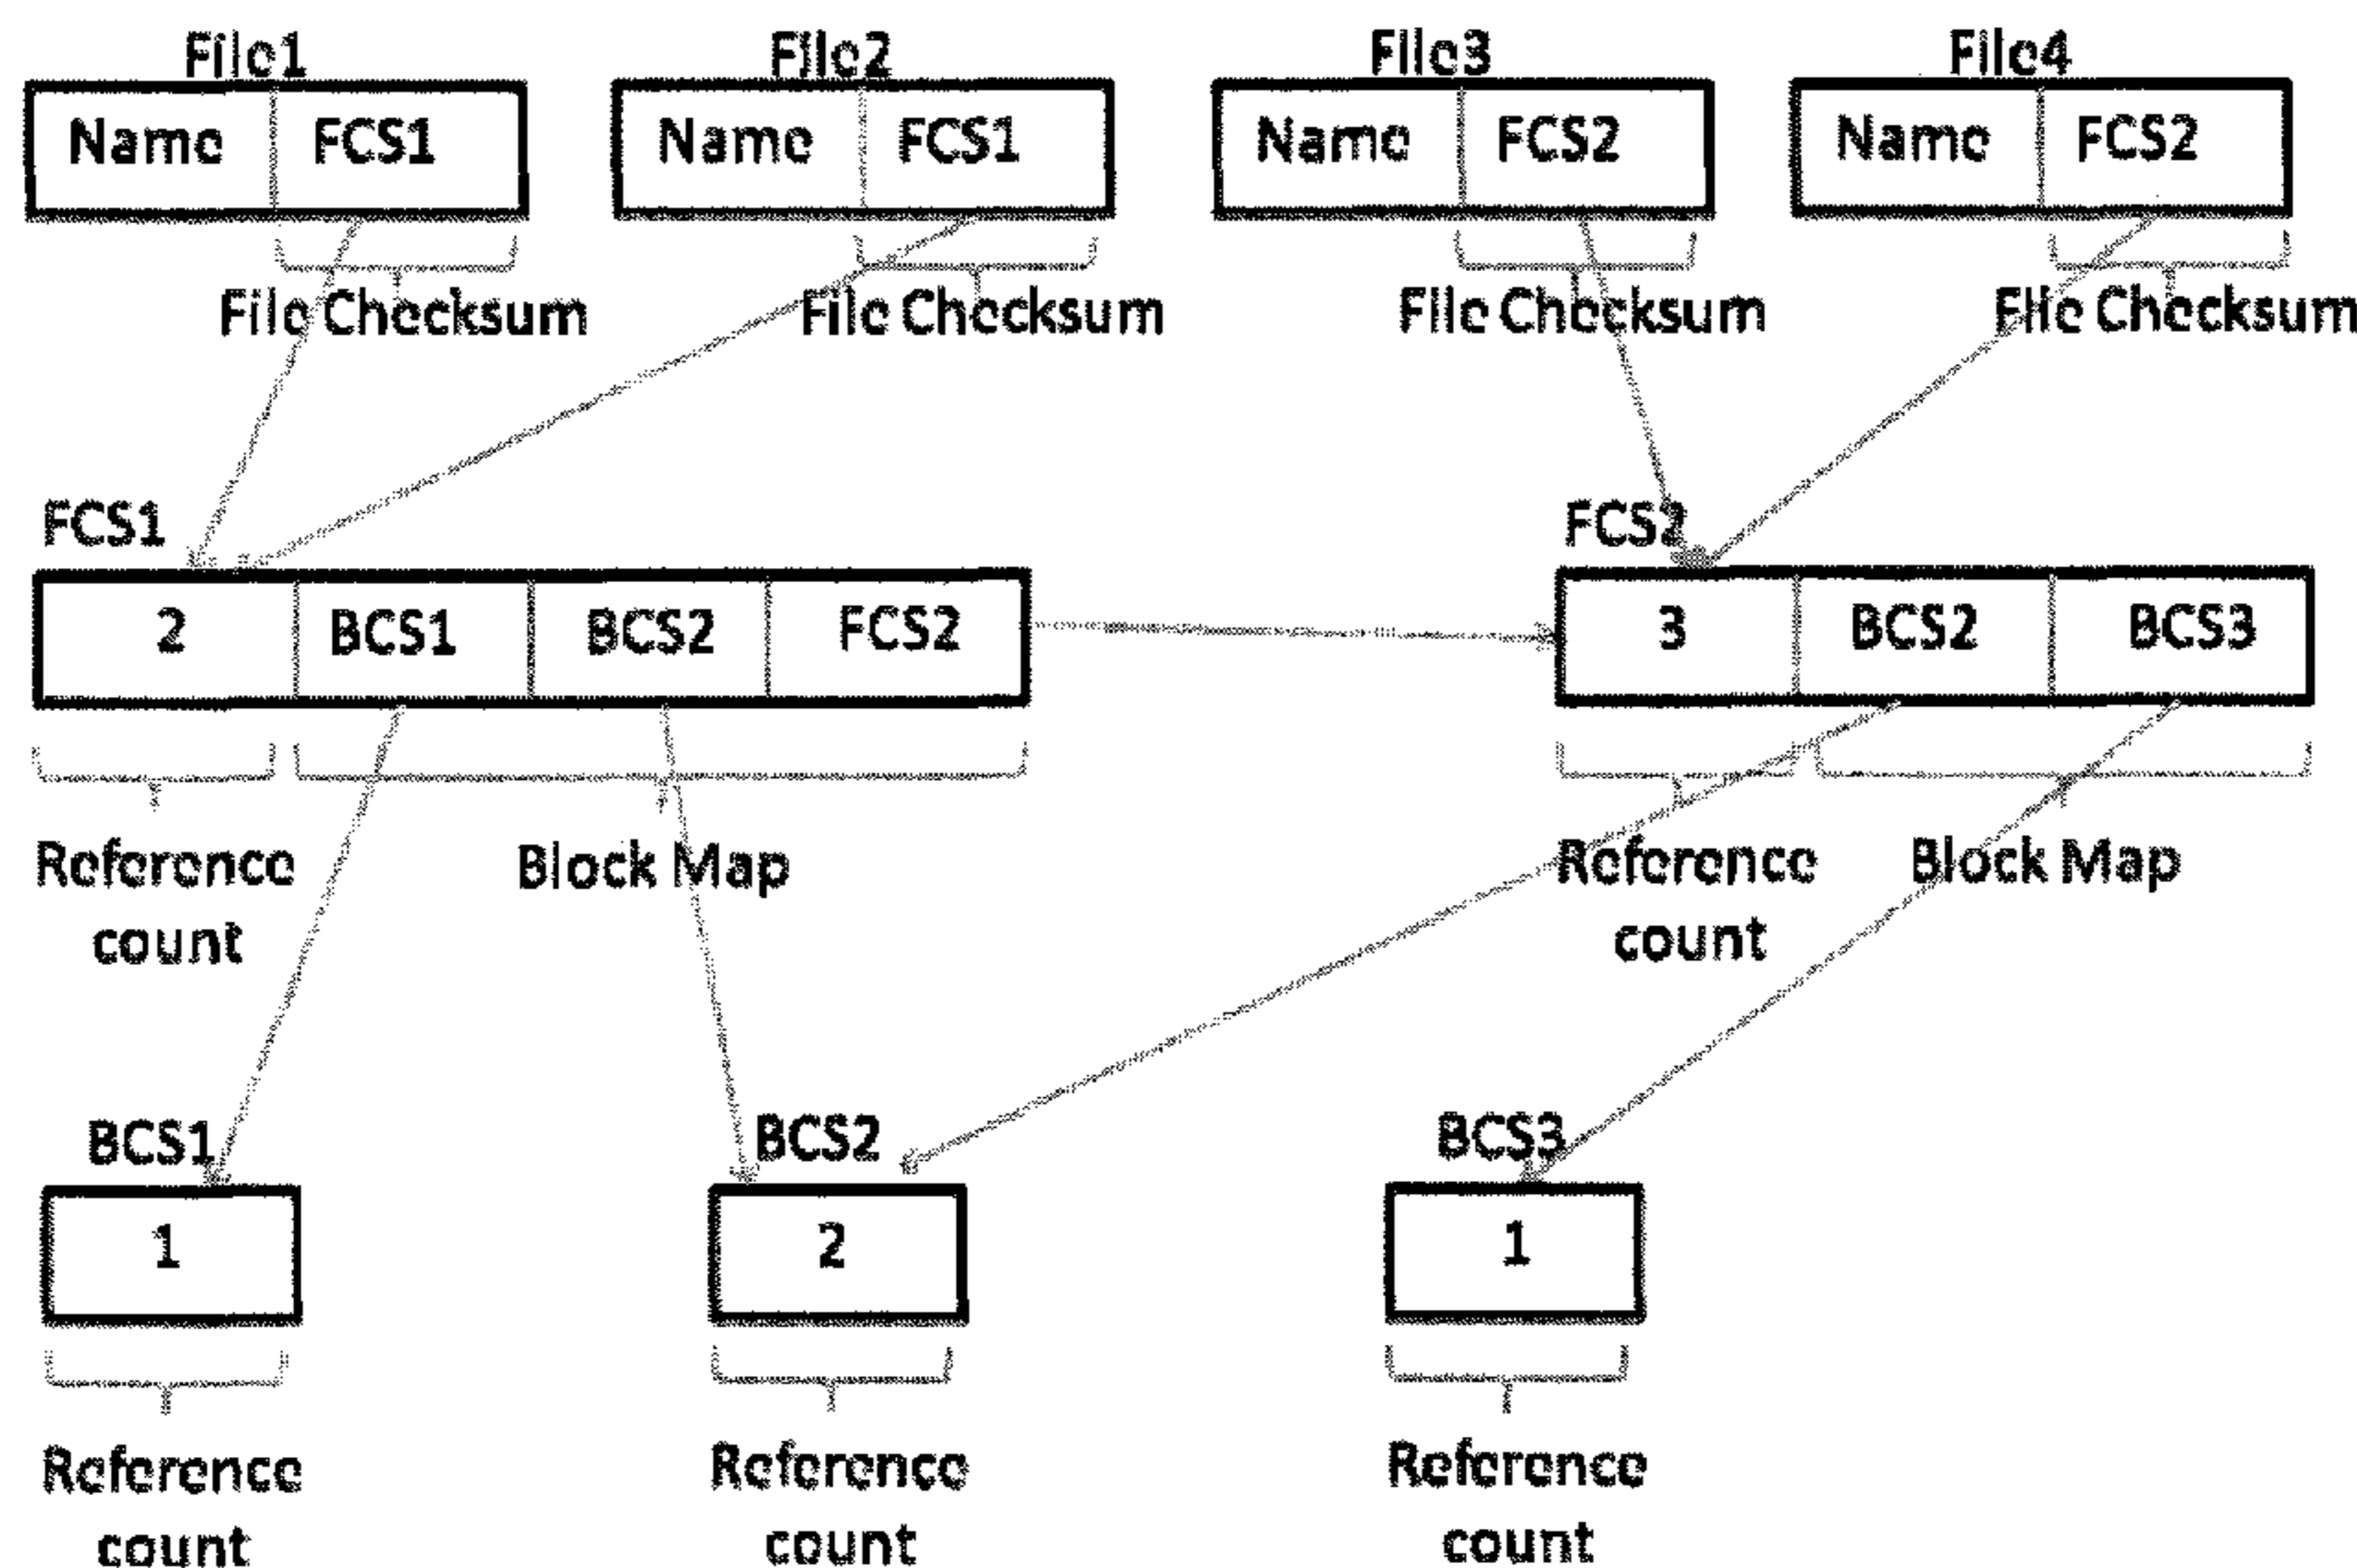 File1 File2 File3 File4
Name FCS1 Name FCS1 Name FCS2 Name FCS2
File Checksum File Checksum File Checksum File Checksum
FCS1 FCS2
2 BCS1 BCS2 FCS2 3 BCS2 BCS3
Reference count Block Map Reference count Block Map
BCS1 BCS2 BCS3
1 2 1
Reference count Reference count Reference count